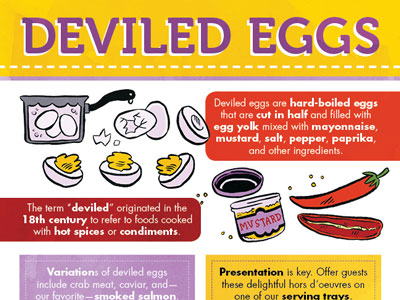 DEVILED EGGS
Deviled eggs are hard-boiled eggs
that are cut in half and filled with
egg yolk mixed with mayonnaise,
mustard, salt, pepper, paprika,
and other ingredients.
The term "deviled" originated in the
18th century to refer to foods cooked
with hot spices or condiments.
MUSTARD
Variations of deviled eggs
include crab meat, caviar, and—
our favorite—smoked salmon.
Presentation is key. Offer guests
these delightful hors d'oeuvres on
one of our serving trays.